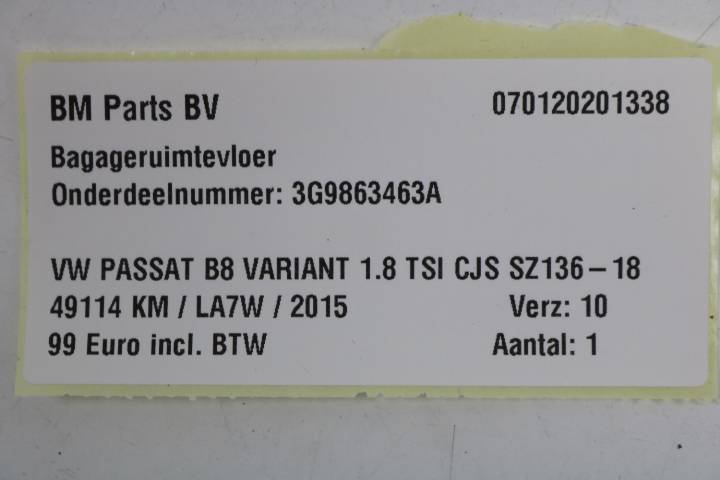 BM Parts BV 070120201338
Bagageruimtevloer
Onderdeelnummer: 3G9863463A
VW PASSAT B8 VARIANT 1.8 TSI CJS SZ136-18
49114 KM / LA7W / 2015 Verz: 10
99 Euro incl. BTW Aantal: 1